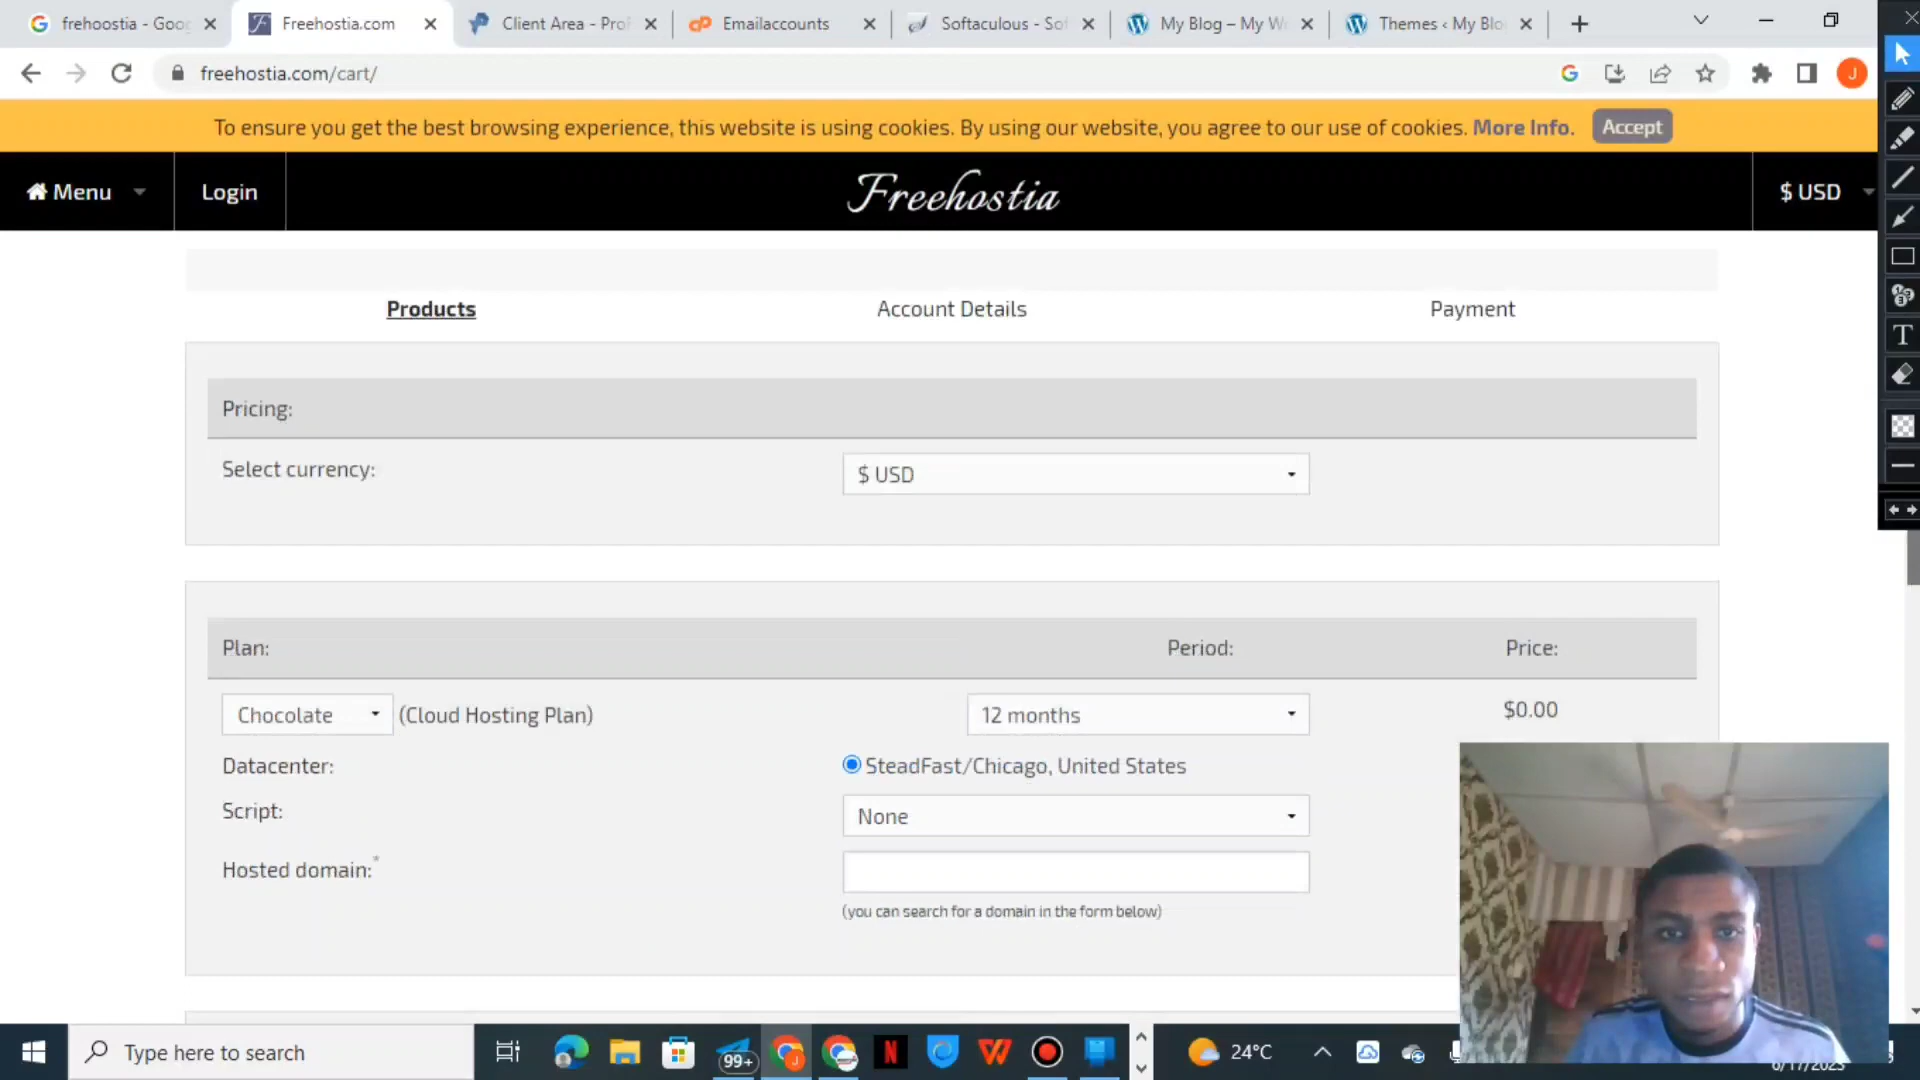 frehoostia - Goog
Freehostia.com
Client Area - Pro
Emailaccounts
Softaculous - Sof
My Blog – My W
Themes ‹ My Blo
freehostia.com/cart/
J
To ensure you get the best browsing experience, this website is using cookies. By using our website, you agree to our use of cookies. More Info. Accept
Menu
Login
Freehostia
$ USD
Products
Account Details
Payment
Pricing:
Select currency:
$ USD
Plan:
Period:
Price:
Chocolate
(Cloud Hosting Plan)
12 months
$0.00
Datacenter:
SteadFast/Chicago, United States
Script:
None
Hosted domain:*
(you can search for a domain in the form below)
Type here to search
99+
24°C
6/17/2023